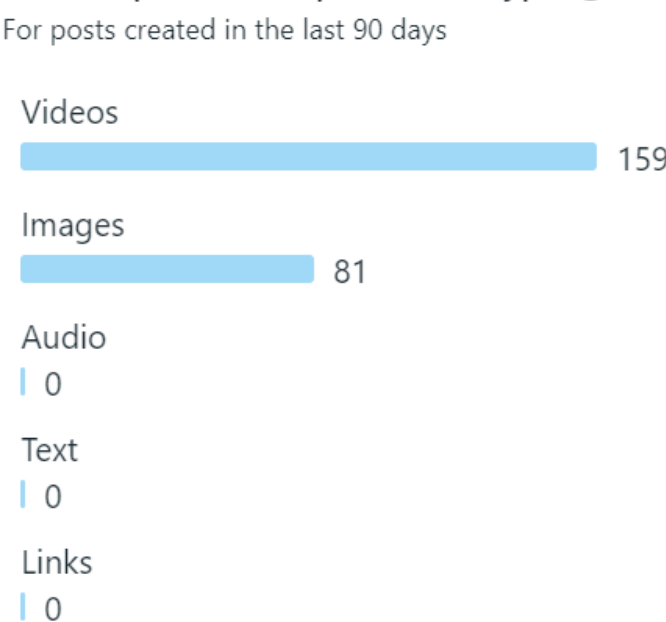 For posts created in the last 90 days
Videos
159
Images
81
Audio
0
Text
0
Links
0